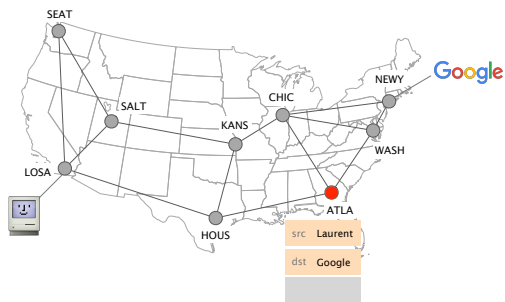 SEAT
Google
NEWY
CHIC
SALT
KANS
WASH
LOSA
ATLA
HOUS
src Laurent
dst Google